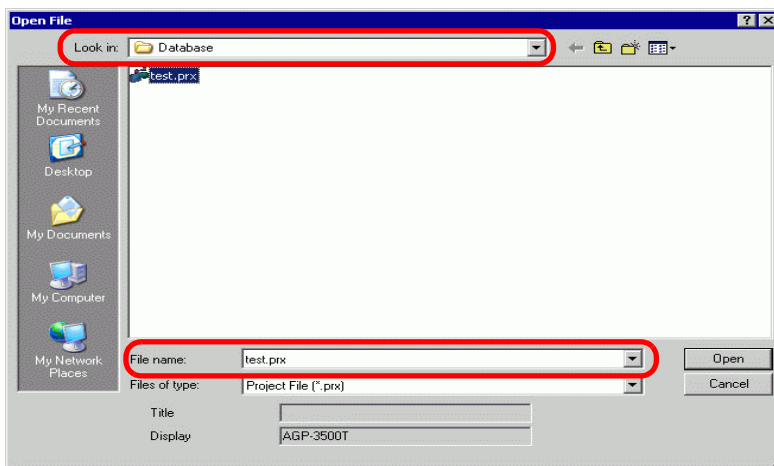 Open File
Look in: Database
test.prx
My Recent
Documents
Desktop
My Documents
My Computer
My Network
Places
File name: test.prx Open
Files of type: Project File (*.prx) Cancel
Title
Display AGP-3500T